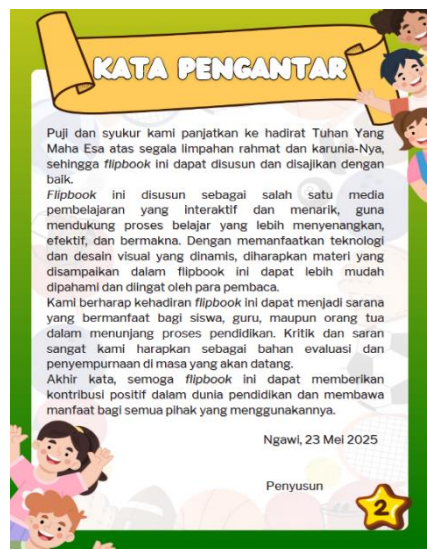 KATA PENGANTAR
Puji dan syukur kami panjatkan ke hadirat Tuhan Yang
Maha Esa atas segala limpahan rahmat dan karunia-Nya,
sehingga flipbook ini dapat disusun dan disajikan dengan
baik.
Flipbook ini disusun sebagai salah satu media
pembelajaran yang interaktif dan menarik, guna
mendukung proses belajar yang lebih menyenangkan,
efektif, dan bermakna. Dengan memanfaatkan teknologi
dan desain visual yang dinamis, diharapkan materi yang
disampaikan dalam flipbook ini dapat lebih mudah
dipahami dan diingat oleh para pembaca.
Kami berharap kehadiran flipbook ini dapat menjadi sarana
yang bermanfaat bagi siswa, guru, maupun orang tua
dalam menunjang proses pendidikan. Kritik dan saran
sangat kami harapkan sebagai bahan evaluasi dan
penyempurnaan di masa yang akan datang.
Akhir kata, semoga flipbook ini dapat memberikan
kontribusi positif dalam dunia pendidikan dan membawa
manfaat bagi semua pihak yang menggunakannya.
Ngawi, 23 Mei 2025
Penyusun
2